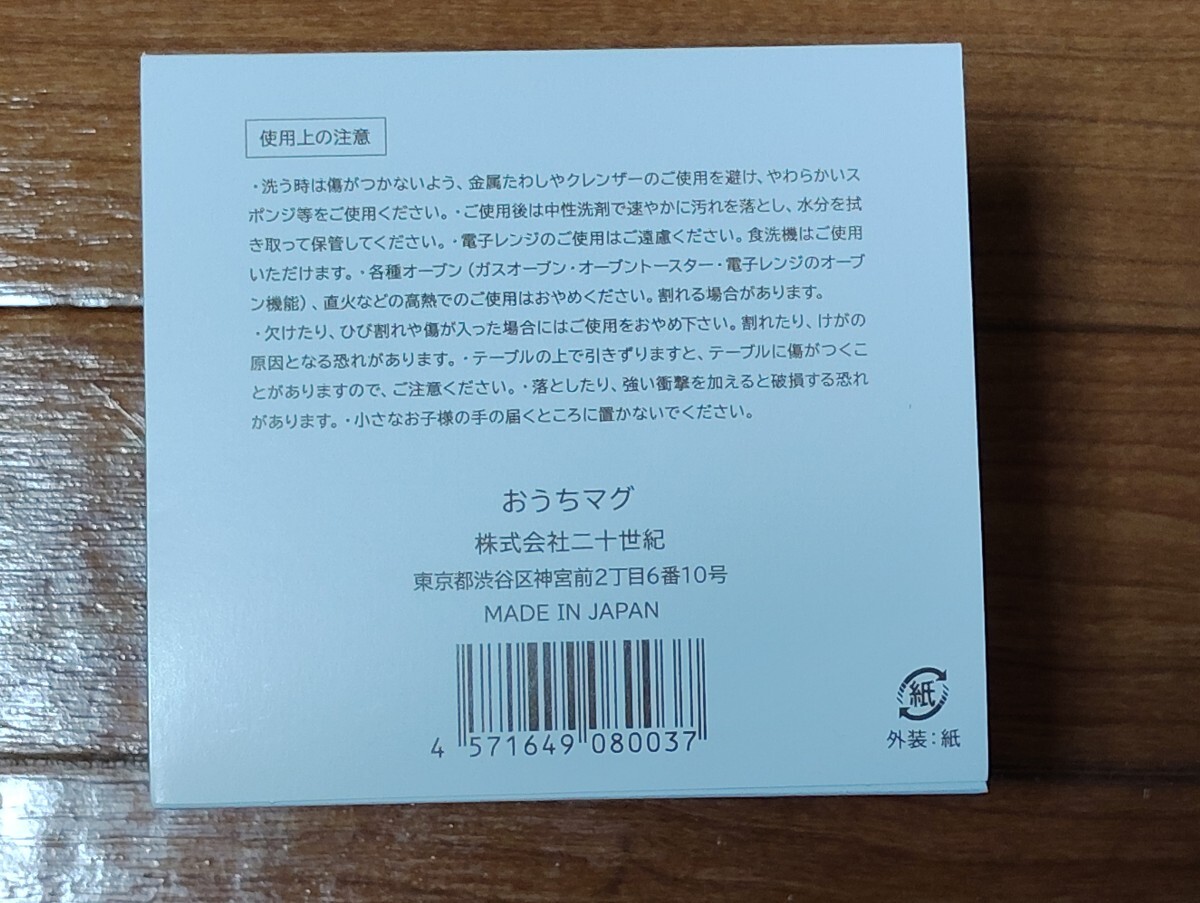 使用上の注意
・洗う時は傷がつかないよう、金属たわしやクレンザーのご使用を避け、やわらかいス
ポンジ等をご使用ください。・ご使用後は中性洗剤で速やかに汚れを落とし、水分を拭
き取って保管してください。・電子レンジのご使用はご遠慮ください。食洗機はご使用
いただけます。・各種オーブン（ガスオーブン・オーブントースター・電子レンジのオーブ
ン機能）、直火などの高熱でのご使用はおやめください。割れる場合があります。
・欠けたり、ひび割れや傷が入った場合にはご使用をおやめ下さい。割れたり、けがの
原因となる恐れがあります。・テーブルの上で引きずりますと、テーブルに傷がつくこ
とがありますので、ご注意ください。・落としたり、強い衝撃を加えると破損する恐れ
があります。・小さなお子様の手の届くところに置かないでください。
おうちマグ
株式会社二十世紀
東京都渋谷区神宮前2丁目6番10号
MADE IN JAPAN
4 571649 080037
紙
外装：紙